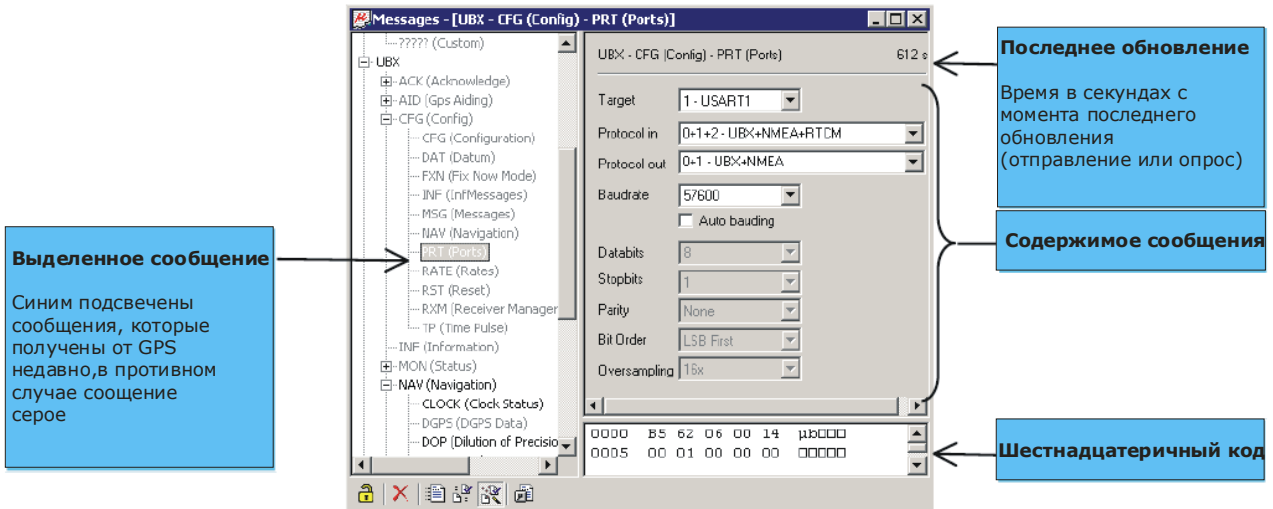 Messages - [UBX - CFG (Config) - PRT (Ports)]
????? (Custom)
UBX
ACK (Acknowledge)
AID (Gps Aiding)
CFG (Config)
CFG (Configuration)
DAT (Datum)
FXN (Fix Now Mode)
INF (InfMessages)
MSG (Messages)
NAV (Navigation)
PRT (Ports)
RATE (Rates)
RST (Reset)
RXM (Receiver Manager
TP (Time Pulse)
INF (Information)
MON (Status)
NAV (Navigation)
CLOCK (Clock Status)
DGPS (DGPS Data)
DOP (Dilution of Precisio
UBX - CFG (Config) - PRT (Ports) 612 s
Target 1 - USART1
Protocol in 0+1+2 - UBX+NMEA+RTCM
Protocol out 0+1 - UBX+NMEA
Baudrate 57600
Auto bauding
Databits 8
Stopbits 1
Parity None
Bit Order LSB First
Oversampling 16x
0000 B5 62 06 00 14 µb□□□
0005 00 01 00 00 00 □□□□□
Выделенное сообщение
Синим подсвечены
сообщения, которые
получены от GPS
недавно,в противном
случае соощение
серое
Последнее обновление
Время в секундах с
момента последнего
обновления
(отправление или опрос)
Содержимое сообщения
Шестнадцатеричный код